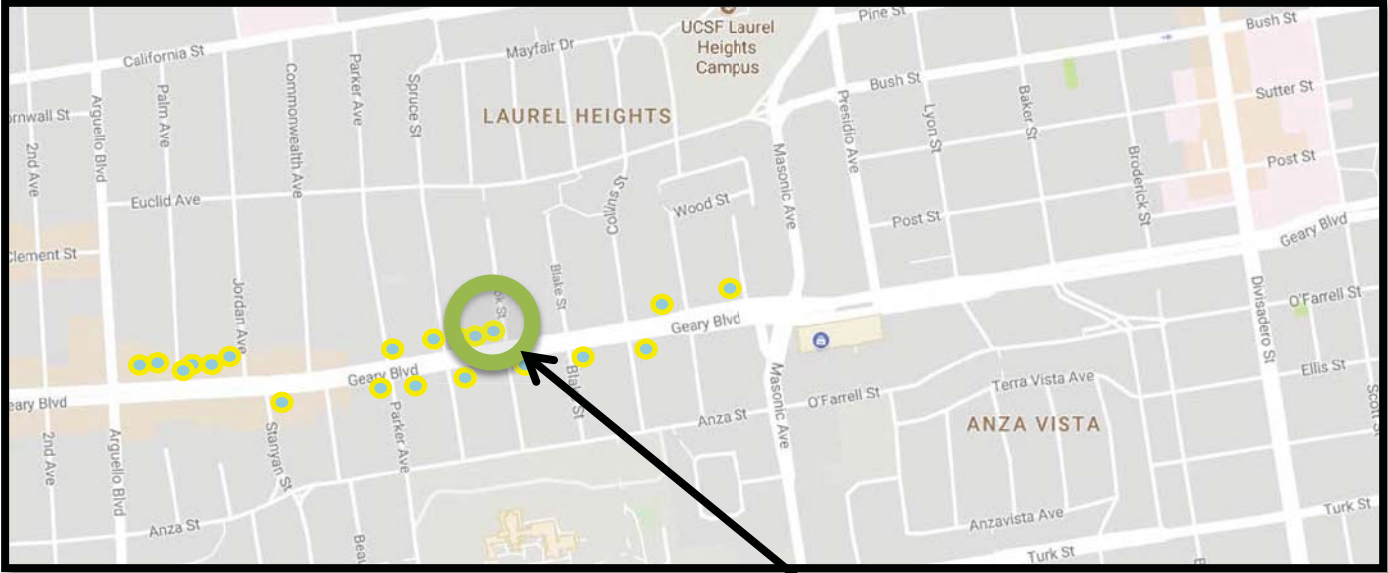 Pine St
Bush St
UCSF Laurel
Heights
Campus
California St
Mayfair Dr
Bush St
Sutter St
Palm Ave
Commonwealth Ave
Parker Ave
Spruce St
LAUREL HEIGHTS
Presidio Ave
Lyon St
Baker St
Arguello Blvd
2nd Ave
Masonic Ave
Broderick St
Post St
Euclid Ave
Collins St
Wood St
Post St
Geary Blvd
Clement St
Jordan Ave
Blake St
Divisadero St
O'Farrell St
Geary Blvd
Geary Blvd
Ellis St
Terra Vista Ave
O'Farrell St
Masonic Ave
Parker Ave
Anza St
ANZA VISTA
2nd Ave
Arguello Blvd
Stanyan St
Anza St
Anzavista Ave
Turk St
Turk St